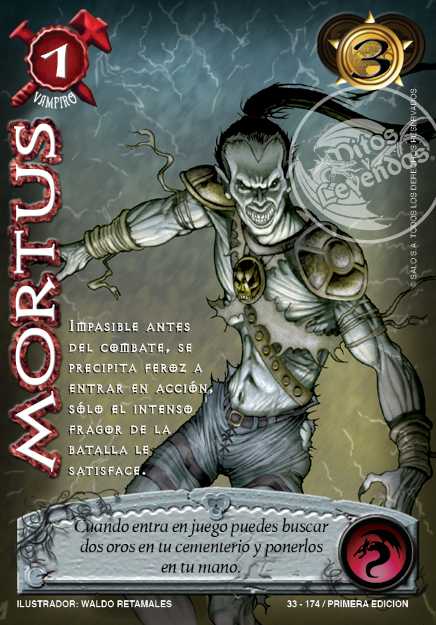 1
VAMPIRO
3
MORTUS
Mitos y
Leyendas
© SALO S.A. TODOS LOS DERECHOS RESERVADOS
IMPASIBLE ANTES
DEL COMBATE, SE
PRECIPITA FEROZ A
ENTRAR EN ACCIÓN,
SÓLO EL INTENSO
FRAGOR DE LA
BATALLA LE
SATISFACE.
Cuando entra en juego puedes buscar
dos oros en tu cementerio y ponerlos
en tu mano.
ILUSTRADOR: WALDO RETAMALES
33 - 174 / PRIMERA EDICION